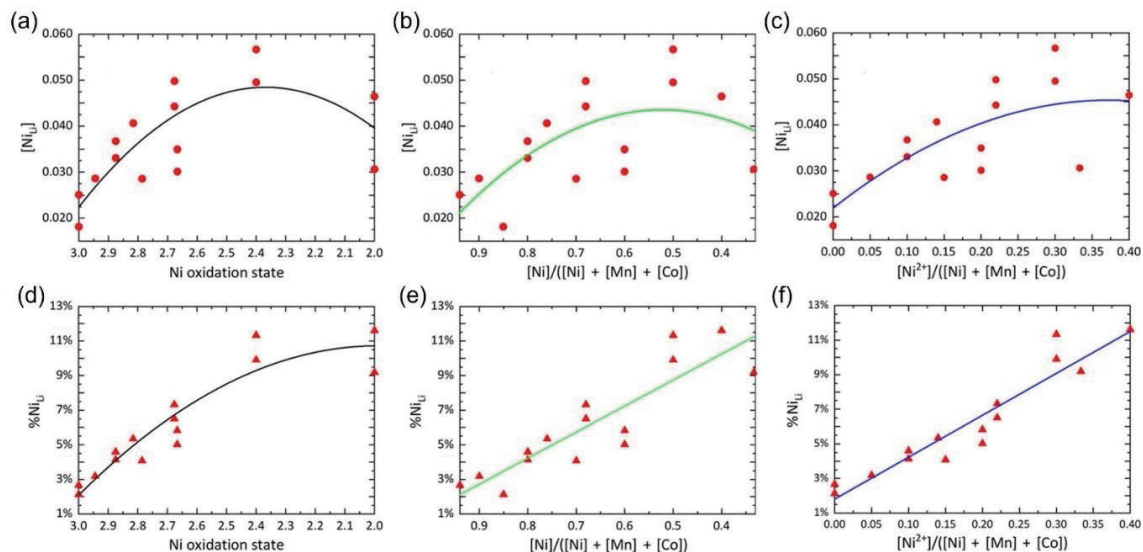 (a)
0.060
0.050
0.040
0.030
0.020
[Ni_Li]
3.0 2.9 2.8 2.7 2.6 2.5 2.4 2.3 2.2 2.1 2.0
Ni oxidation state
(b)
0.060
0.050
0.040
0.030
0.020
[Ni_Li]
0.9 0.8 0.7 0.6 0.5 0.4
[Ni]/([Ni] + [Mn] + [Co])
(c)
0.060
0.050
0.040
0.030
0.020
[Ni_Li]
0.00 0.05 0.10 0.15 0.20 0.25 0.30 0.35 0.40
[Ni²⁺]/([Ni] + [Mn] + [Co])
(d)
13%
11%
9%
7%
5%
3%
1%
%Ni_Li
3.0 2.9 2.8 2.7 2.6 2.5 2.4 2.3 2.2 2.1 2.0
Ni oxidation state
(e)
13%
11%
9%
7%
5%
3%
1%
%Ni_Li
0.9 0.8 0.7 0.6 0.5 0.4
[Ni]/([Ni] + [Mn] + [Co])
(f)
13%
11%
9%
7%
5%
3%
1%
%Ni_Li
0.00 0.05 0.10 0.15 0.20 0.25 0.30 0.35 0.40
[Ni²⁺]/([Ni] + [Mn] + [Co])